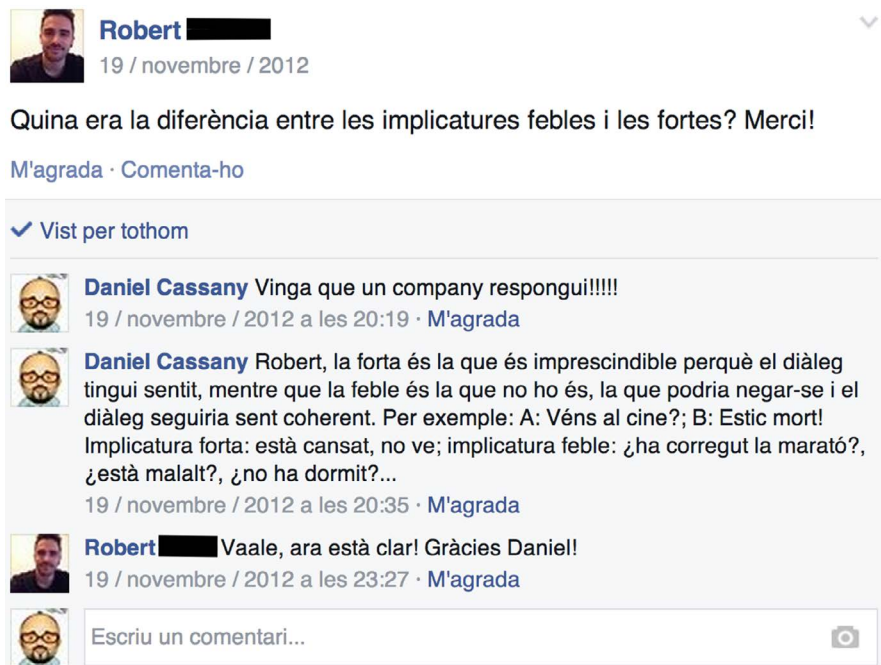 Robert
19 / novembre / 2012
Quina era la diferència entre les implicatures febles i les fortes? Merci!
M'agrada · Comenta-ho
Vist per tothom
Daniel Cassany Vinga que un company respongui!!!!!
19 / novembre / 2012 a les 20:19 · M'agrada
Daniel Cassany Robert, la forta és la que és imprescindible perquè el diàleg
tingui sentit, mentre que la feble és la que no ho és, la que podria negar-se i el
diàleg seguiria sent coherent. Per exemple: A: Véns al cine?; B: Estic mort!
Implicatura forta: està cansat, no ve; implicatura feble: ¿ha corregut la marató?,
¿està malalt?, ¿no ha dormit?...
19 / novembre / 2012 a les 20:35 · M'agrada
Robert Vaale, ara està clar! Gràcies Daniel!
19 / novembre / 2012 a les 23:27 · M'agrada
Escriu un comentari...